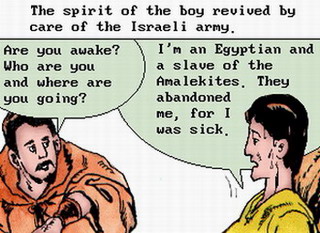 The spirit of the boy revived by
care of the Israeli army.
Are you awake?
Who are you
and where are
you going?
I'm an Egyptian and
a slave of the
Amalekites. They
abandoned
me, for I
was sick.